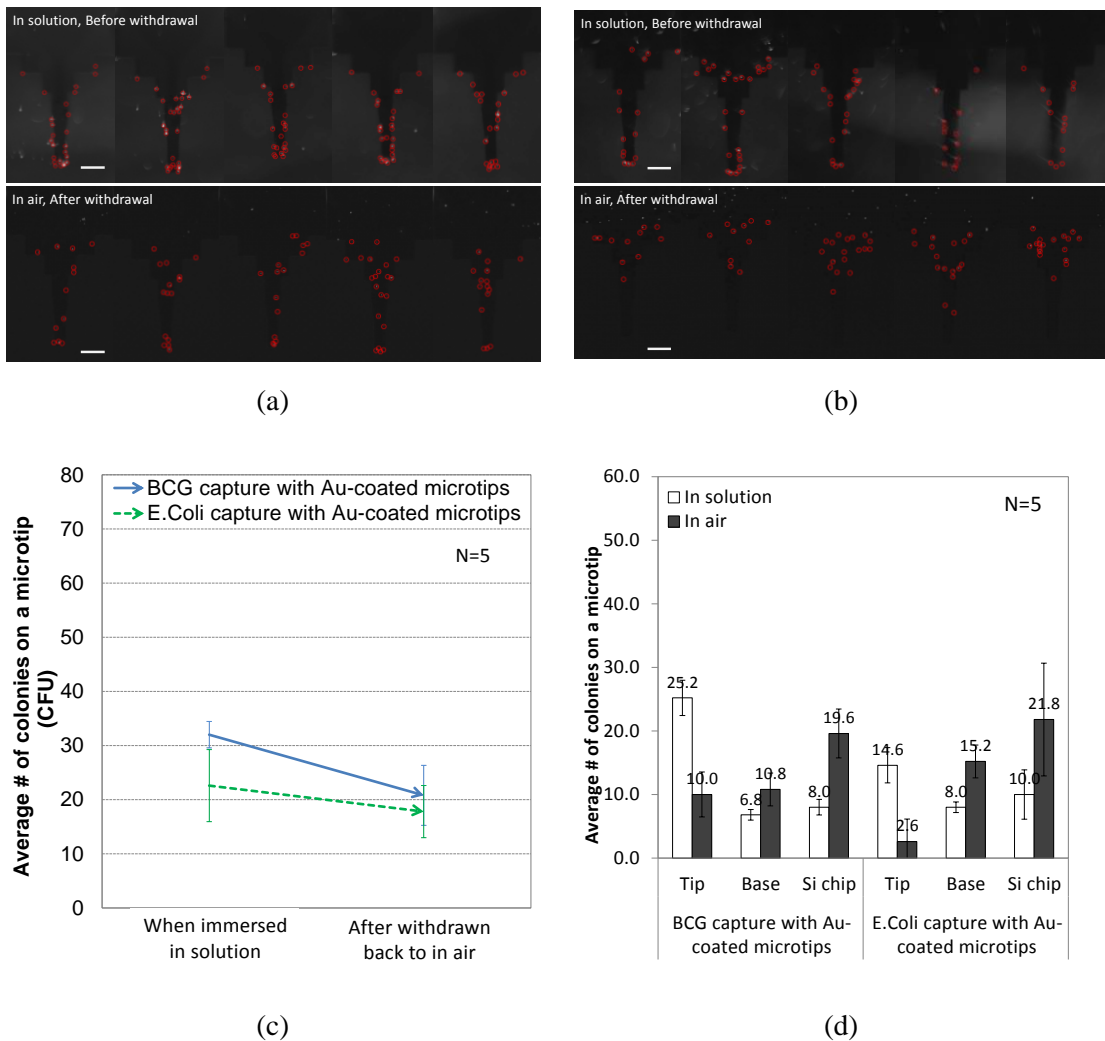 In solution, Before withdrawal
In air, After withdrawal
(a)
In solution, Before withdrawal
In air, After withdrawal
(b)
Average # of colonies on a microtip
(CFU)
80
70
60
50
40
30
20
10
0
BCG capture with Au-coated microtips
E.Coli capture with Au-coated microtips
N=5
When immersed
in solution
After withdrawn
back to in air
(c)
Average # of colonies on a microtip
60.0
50.0
40.0
30.0
20.0
10.0
0.0
In solution
In air
N=5
25.2
10.0
6.8
10.8
8.0
19.6
14.6
2.6
8.0
15.2
10.0
21.8
Tip
Base
Si chip
Tip
Base
Si chip
BCG capture with Au-
coated microtips
E.Coli capture with Au-
coated microtips
(d)